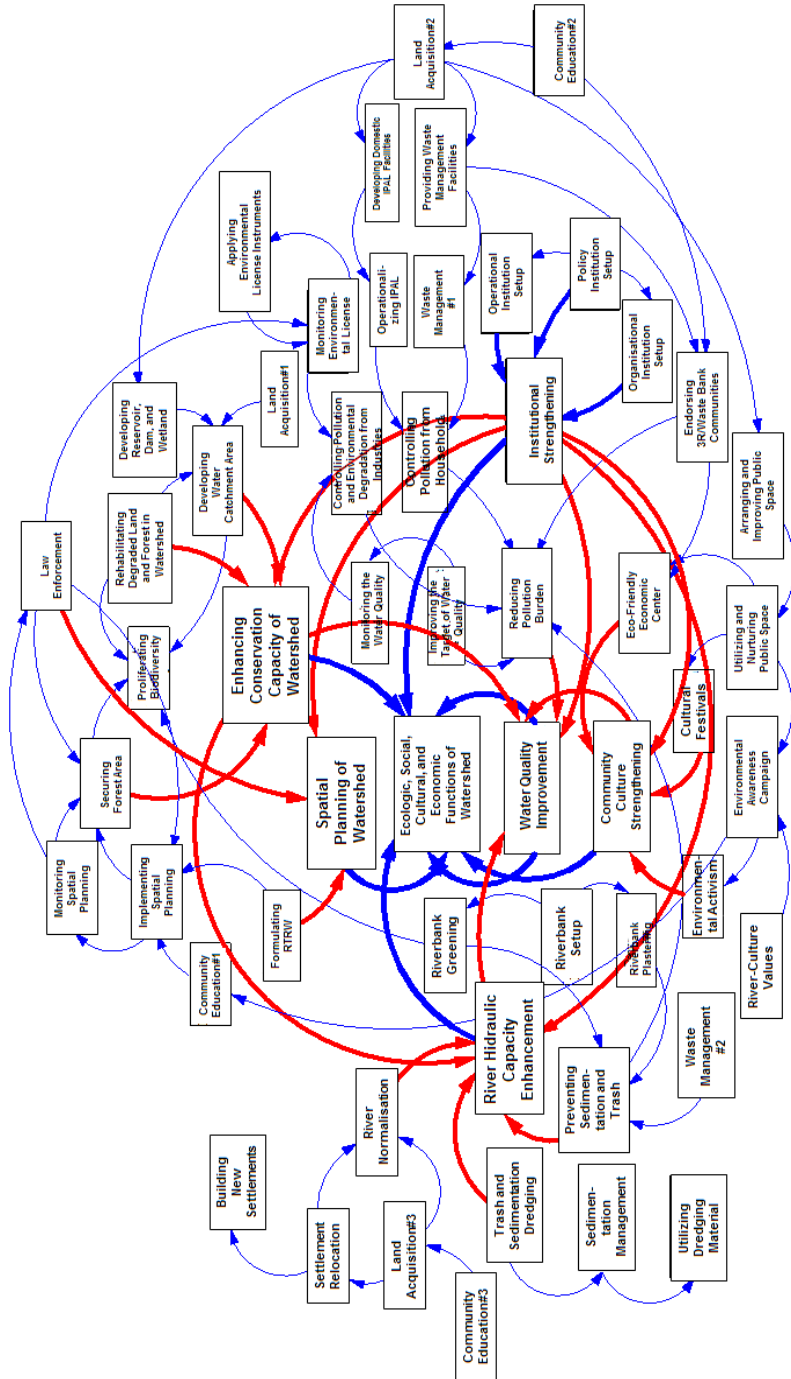 Law
Enforcement
Monitoring
Spatial
Planning
Securing
Forest Area
Implementing
Spatial
Planning
Rehabilitating
Degraded Land
and Forest in
Watershed
Developing
Reservoir,
Dam, and
Wetland
Proliferating
Biodiversity
Community
Education#1
Building
New
Settlements
Developing
Water
Catchment Area
Applying
Environmental
License Instruments
Enhancing
Conservation
Capacity of
Watershed
Land
Acquisition#1
Formulating
RTRW
Settlement
Relocation
Spatial
Planning of
Watershed
Monitoring
Environmen-
tal License
Controlling Pollution
and Environmental
Degradation from
Industries
River
Normalisation
Monitoring the
Water Quality
Operationali-
zing IPAL
Developing Domestic
IPAL Facilities
Land
Acquisition#3
Ecologic, Social,
Cultural, and
Economic
Functions of
Watershed
Controlling
Pollution from
Households
Waste
Management
#1
Providing Waste
Management
Facilities
Land
Acquisition#2
Riverbank
Greening
Improving the
Target of Water
Quality
Community
Education#3
River Hidraulic
Capacity
Enhancement
Trash and
Sedimentation
Dredging
Water Quality
Improvement
Reducing
Pollution
Burden
Institutional
Strengthening
Operational
Institution
Setup
Riverbank
Setup
Community
Education#2
Policy
Institution
Setup
Preventing
Sedimen-
tation and
Trash
Sedimen-
tation
Management
Riverbank
Plastering
Community
Culture
Strengthening
Eco-Friendly
Economic
Center
Organisational
Institution
Setup
Utilizing
Dredging
Material
Waste
Management
#2
Environmen-
tal Activism
Cultural
Festivals
Endorsing
3R/Waste Bank
Communities
River-Culture
Values
Environmental
Awareness
Campaign
Utilizing and
Nurturing
Public Space
Arranging and
Improving Public
Space